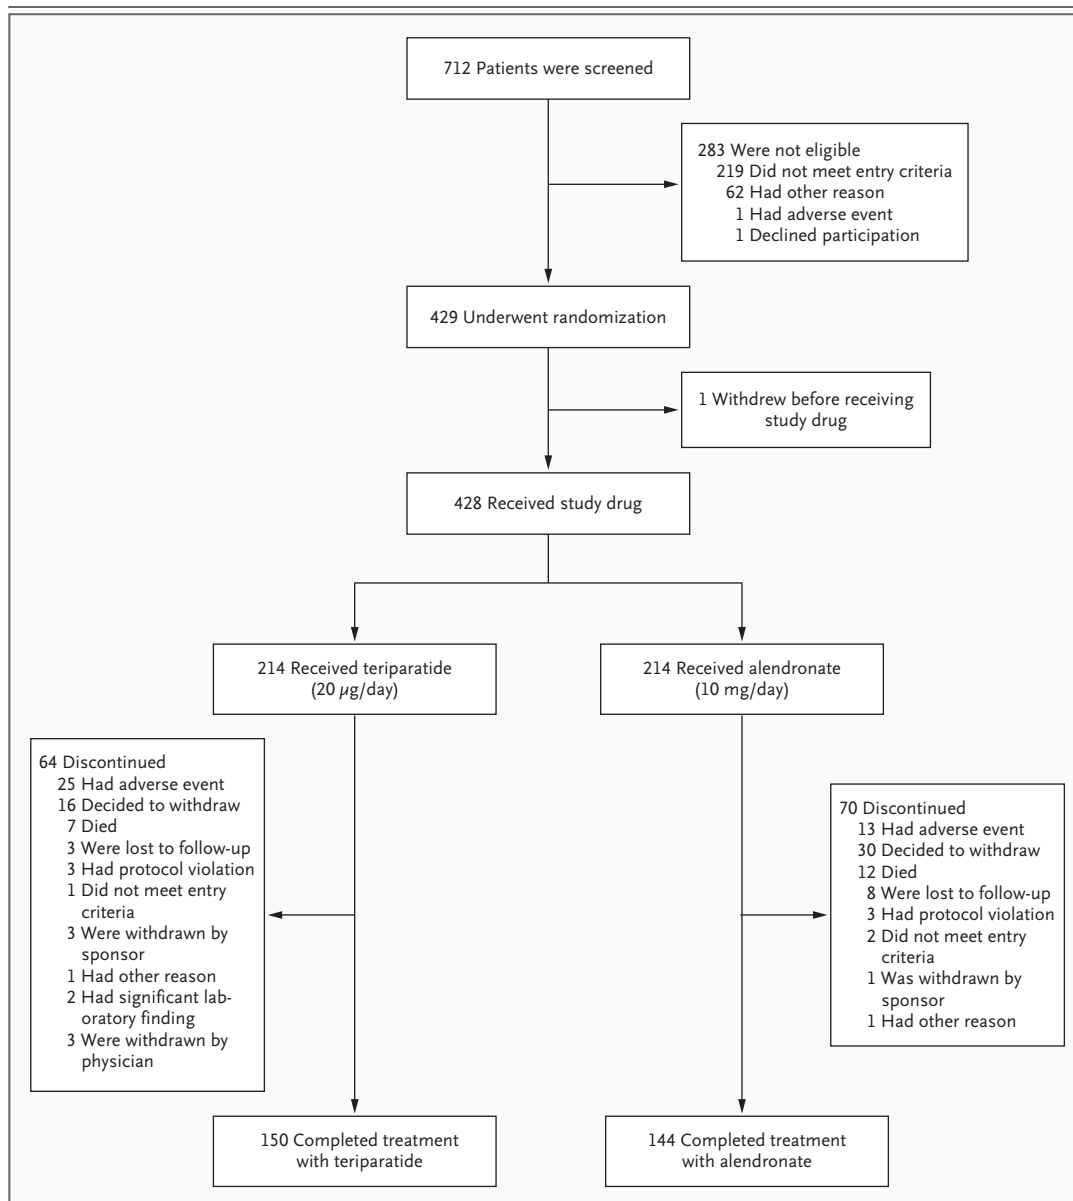 712 Patients were screened
283 Were not eligible
219 Did not meet entry criteria
62 Had other reason
1 Had adverse event
1 Declined participation
429 Underwent randomization
1 Withdrew before receiving
study drug
428 Received study drug
214 Received teriparatide
(20 µg/day)
214 Received alendronate
(10 mg/day)
64 Discontinued
25 Had adverse event
16 Decided to withdraw
7 Died
3 Were lost to follow-up
3 Had protocol violation
1 Did not meet entry
criteria
3 Were withdrawn by
sponsor
1 Had other reason
2 Had significant lab-
oratory finding
3 Were withdrawn by
physician
70 Discontinued
13 Had adverse event
30 Decided to withdraw
12 Died
8 Were lost to follow-up
3 Had protocol violation
2 Did not meet entry
criteria
1 Was withdrawn by
sponsor
1 Had other reason
150 Completed treatment
with teriparatide
144 Completed treatment
with alendronate